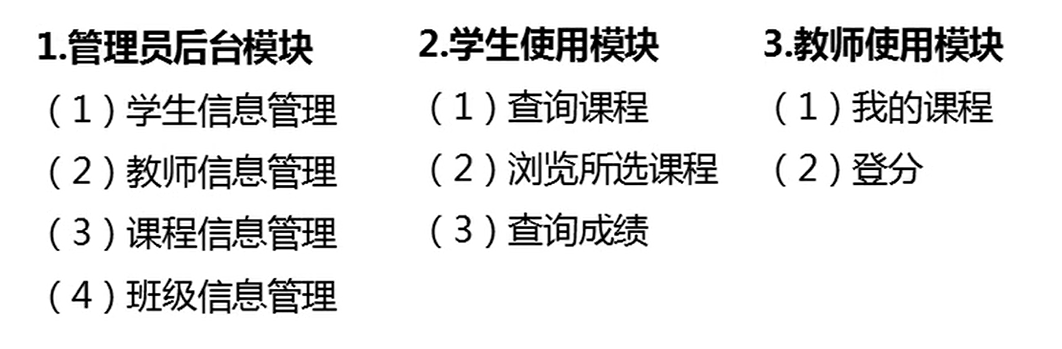 1.管理员后台模块
（1）学生信息管理
（2）教师信息管理
（3）课程信息管理
（4）班级信息管理
2.学生使用模块
（1）查询课程
（2）浏览所选课程
（3）查询成绩
3.教师使用模块
（1）我的课程
（2）登分